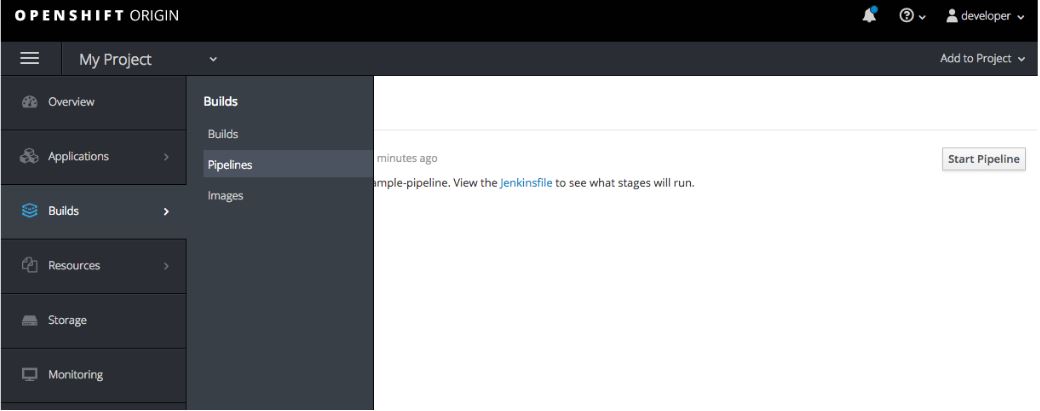 OPENSHIFT ORIGIN
developer
My Project
Add to Project
Overview
Applications
Builds
Resources
Storage
Monitoring
Builds
Builds
Pipelines
Images
minutes ago
Start Pipeline
ample-pipeline. View the Jenkinsfile to see what stages will run.